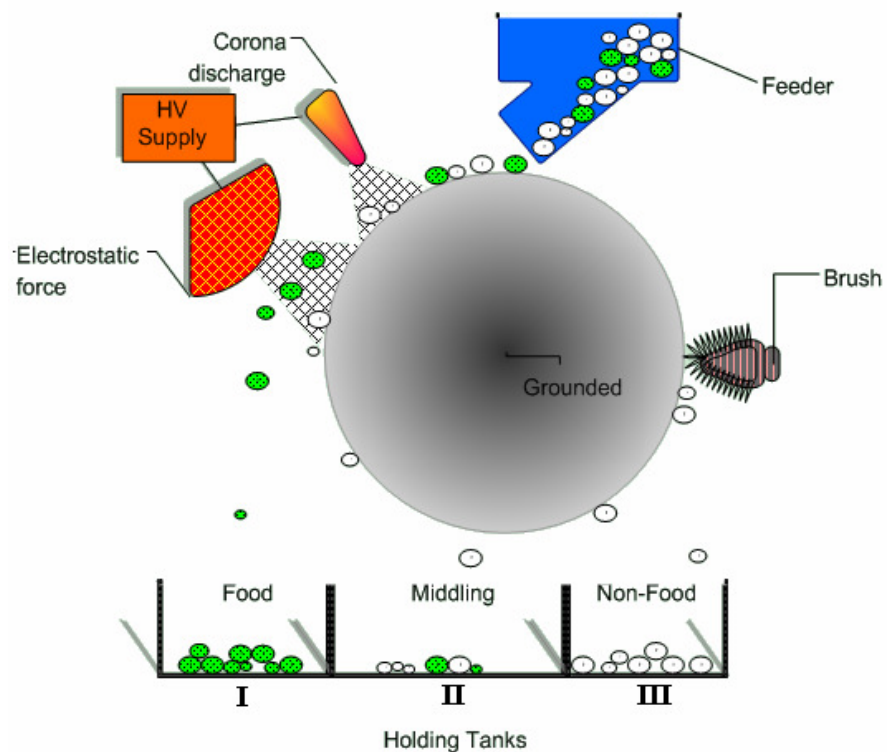 Corona
discharge
HV
Supply
Feeder
Electrostatic
force
Brush
Grounded
Food
Middling
Non-Food
I
II
III
Holding Tanks